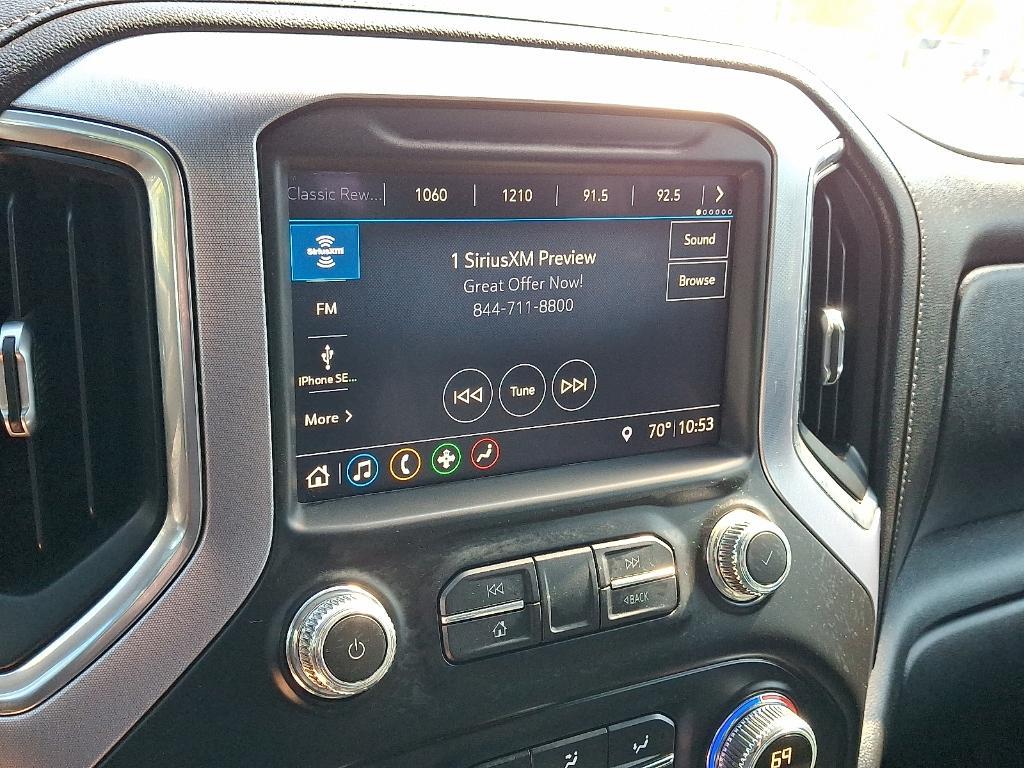 Classic Rew... 1060 1210 91.5 92.5
SiriusXM
1 SiriusXM Preview
Great Offer Now!
844-711-8800
Sound
Browse
FM
iPhone SE...
More
Tune
70° 10:53
BACK
69